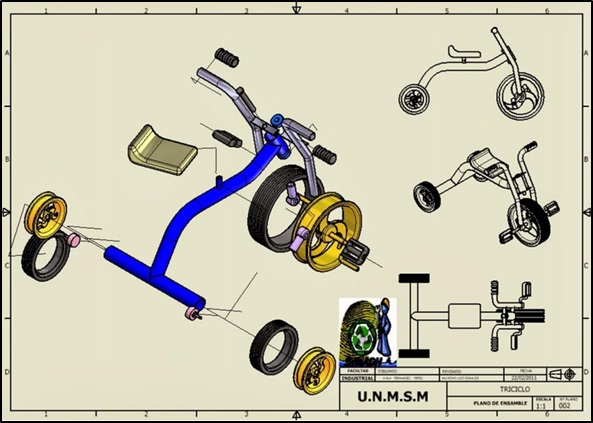 1 2 3 4 5 6
A A
B B
C C
D D
FACULTAD DIBUJADO REVISADO FECHA
INDUSTRIAL 22/02/2011
U.N.M.S.M
TRICICLO
PLANO DE ENSAMBLE
ESCALA
1:1
Nº PLANO
002
1 2 3 4 5 6